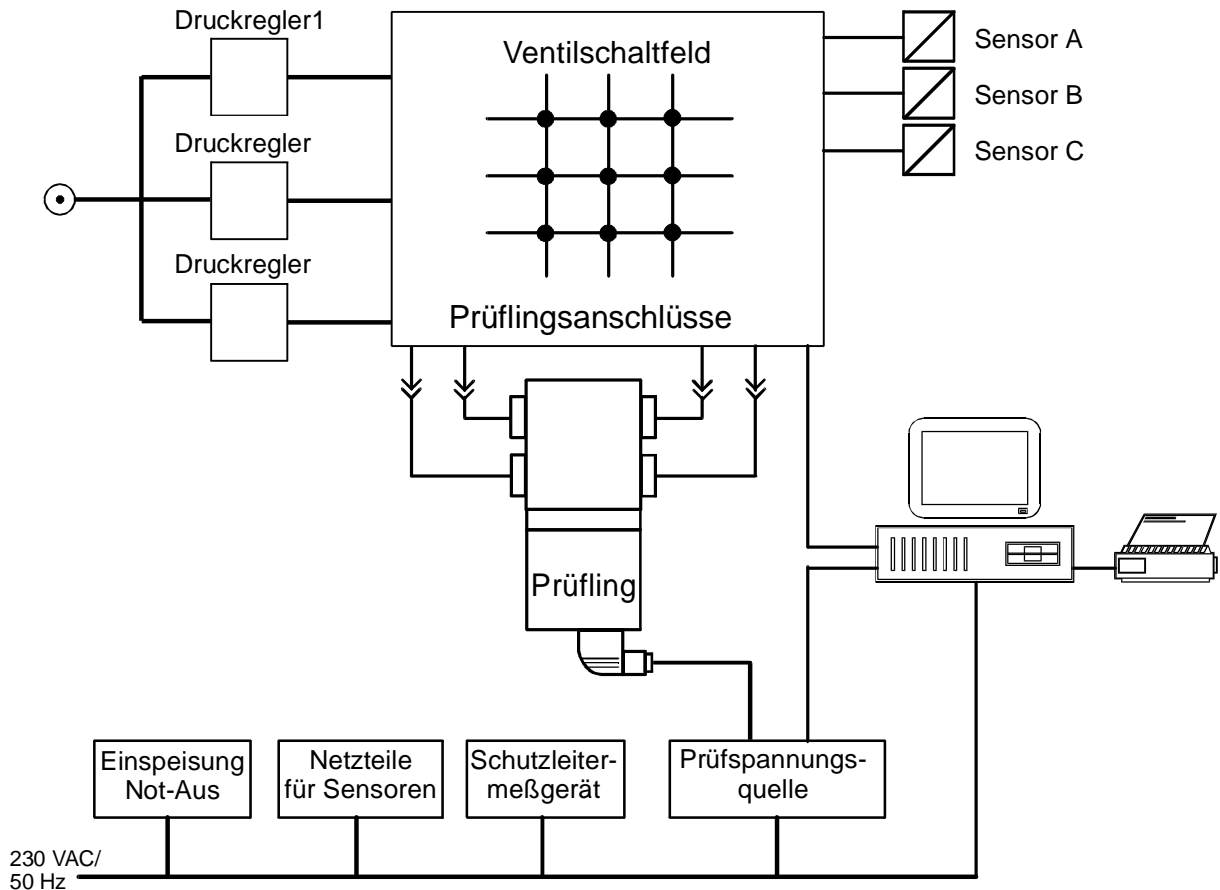 Druckregler1
Ventilschaltfeld
Sensor A
Sensor B
Druckregler
Sensor C
Druckregler
Prüflingsanschlüsse
Prüfling
Einspeisung
Not-Aus
Netzteile
für Sensoren
Schutzleiter-
meßgerät
Prüfspannungs-
quelle
230 VAC/
50 Hz